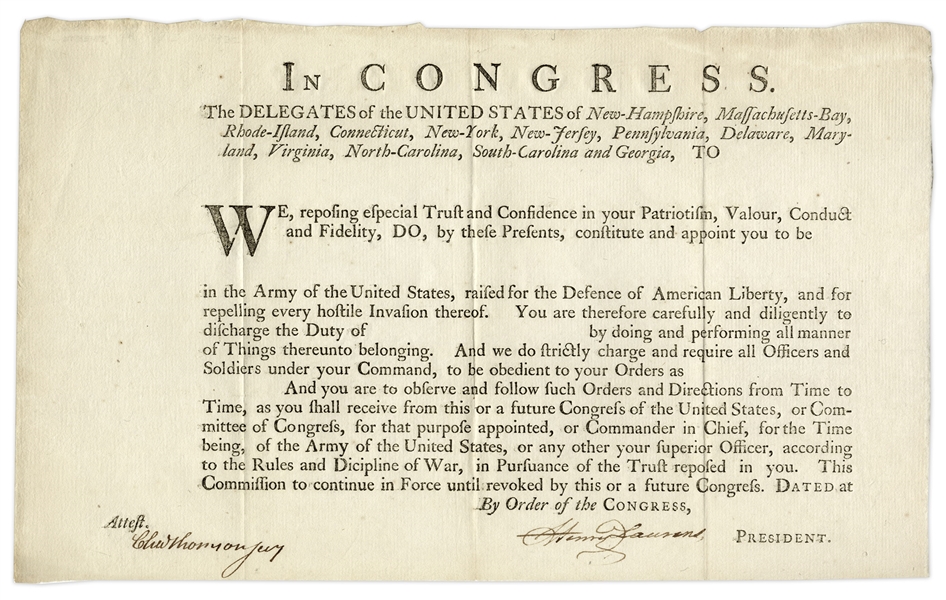 In CONGRESS.
The DELEGATES of the UNITED STATES of New-Hampſhire, Maſſachuſetts-Bay,
Rhode-Iſland, Connecticut, New-York, New-Jerſey, Pennſylvania, Delaware, Mary-
land, Virginia, North-Carolina, South-Carolina and Georgia, TO
WE, repoſing eſpecial Truſt and Confidence in your Patriotiſm, Valour, Conduct
and Fidelity, DO, by theſe Preſents, conſtitute and appoint you to be
in the Army of the United States, raiſed for the Defence of American Liberty, and for
repelling every hoſtile Invaſion thereof. You are therefore carefully and diligently to
diſcharge the Duty of by doing and performing all manner
of Things thereunto belonging. And we do ſtrictly charge and require all Officers and
Soldiers under your Command, to be obedient to your Orders as
And you are to obſerve and follow ſuch Orders and Directions from Time to
Time, as you ſhall receive from this or a future Congreſs of the United States, or Com-
mittee of Congreſs, for that purpoſe appointed, or Commander in Chief, for the Time
being, of the Army of the United States, or any other your ſuperior Officer, according
to the Rules and Dicipline of War, in Purſuance of the Truſt repoſed in you. This
Commiſſion to continue in Force until revoked by this or a future Congreſs. DATED at
By Order of the CONGRESS,
Atteſt.
Chas Thomson secy
Henry Laurens, PRESIDENT.